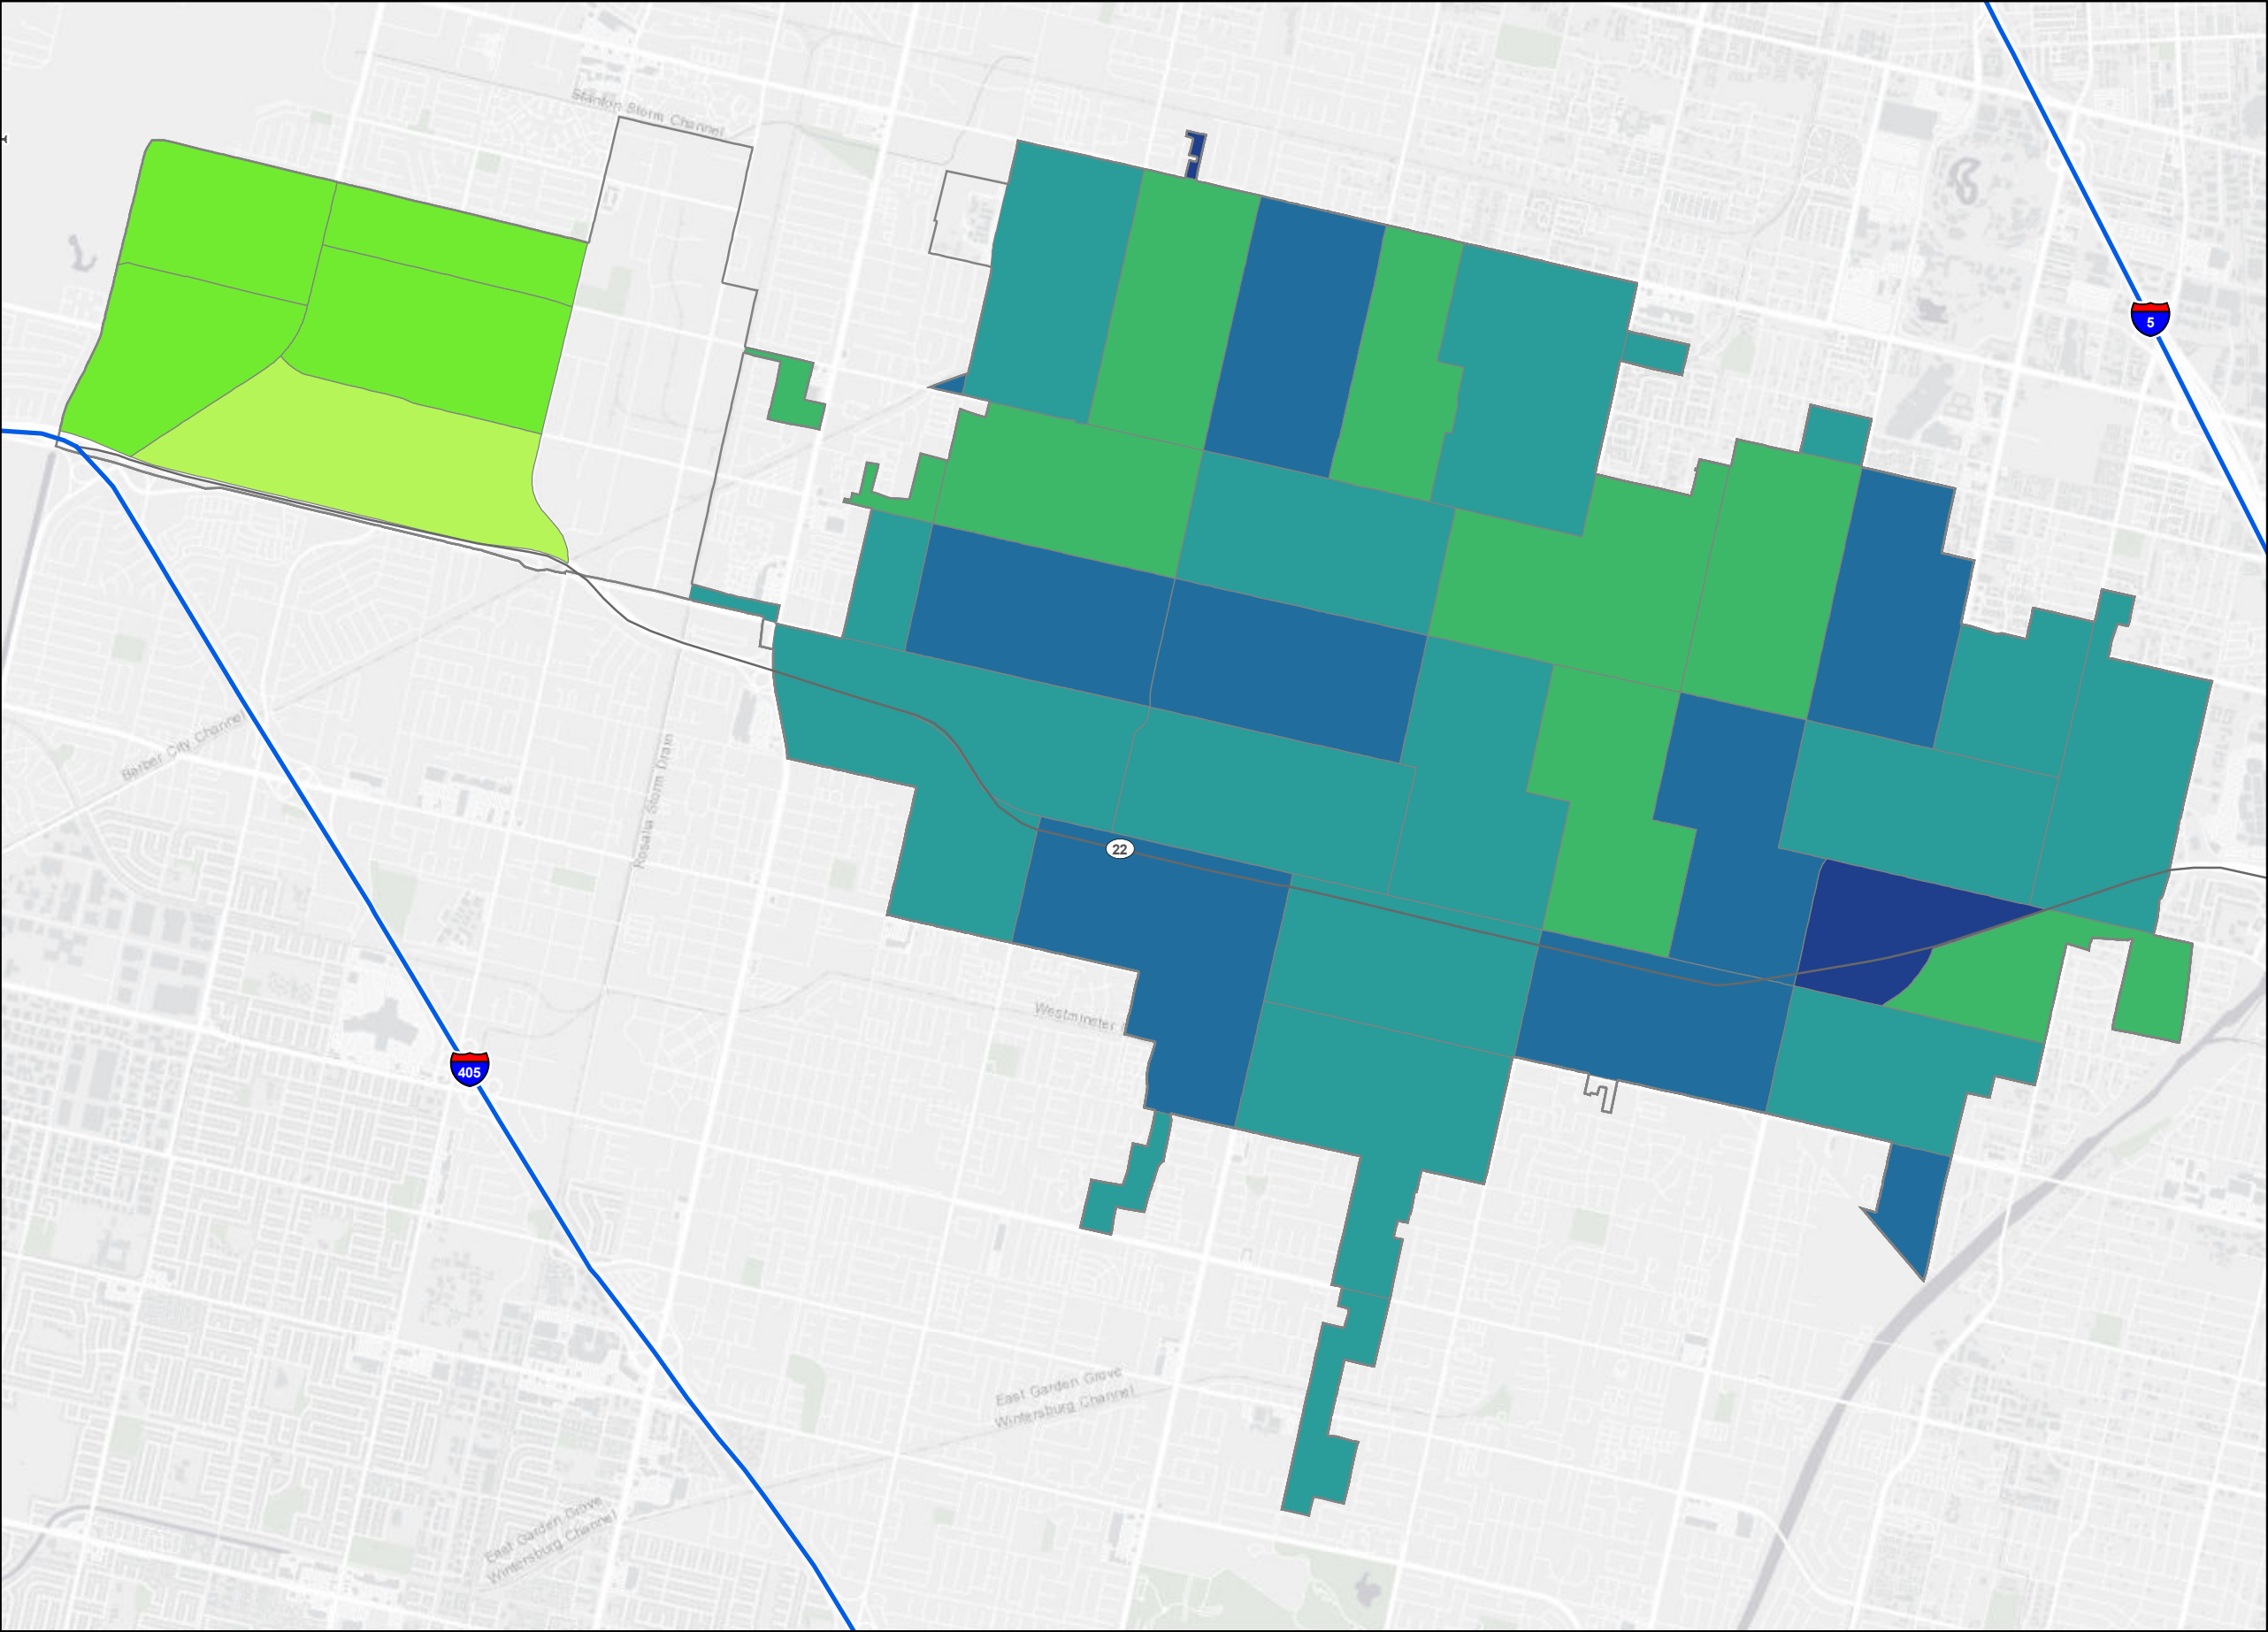 Stanton Storm Channel
5
Barber City Channel
Rosalia Storm Drain
22
Westminster
405
East Garden Grove
Wintersburg Channel
East Garden Grove
Wintersburg Channel